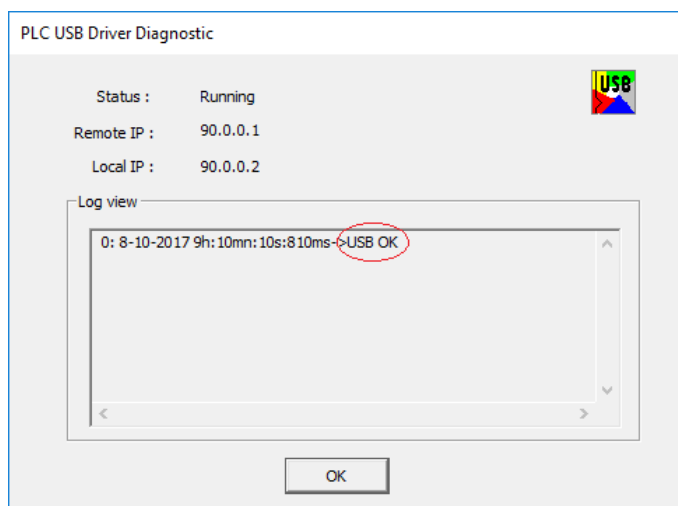 PLC USB Driver Diagnostic
Status : Running
USB
Remote IP : 90.0.0.1
Local IP : 90.0.0.2
Log view
0: 8-10-2017 9h:10mn:10s:810ms->USB OK
OK